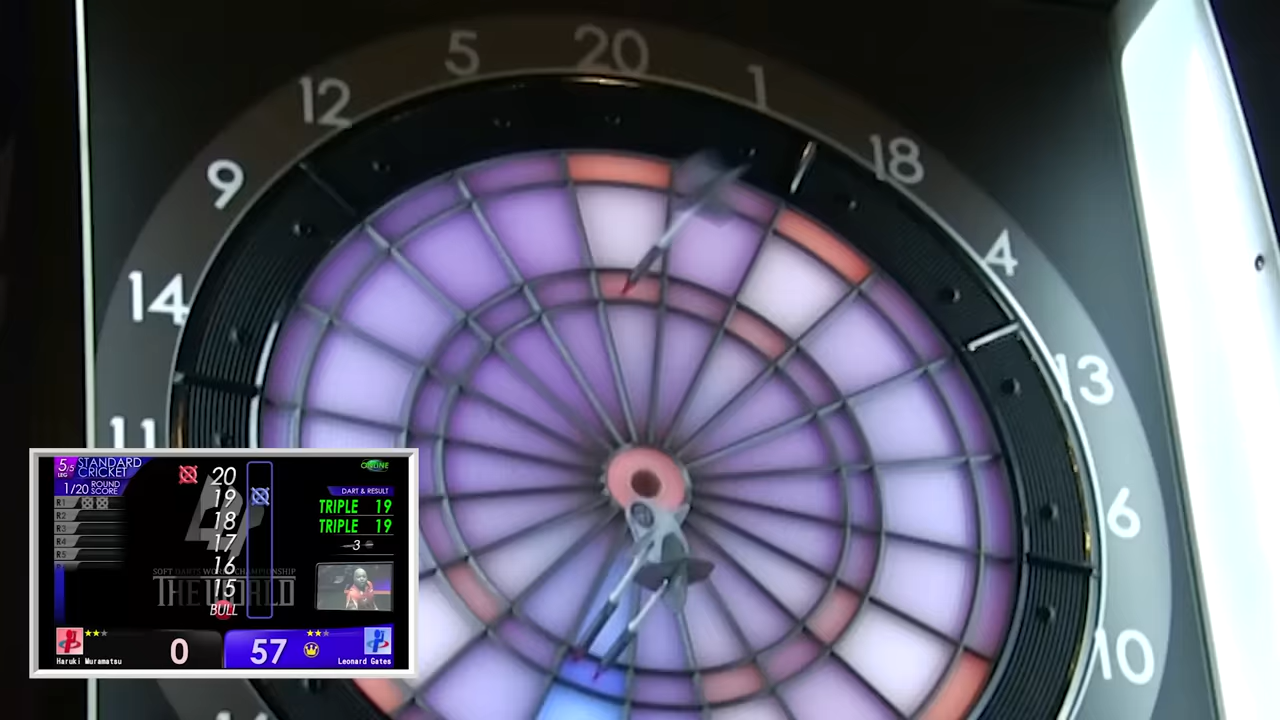 5
20
1
12
18
9
4
14
13
11
6
10
5/5 LEG
STANDARD CRICKET
1/20 ROUND SCORE
ONLINE
R1
R2
R3
R4
R5
20
19
18
17
16
15
BULL
DART & RESULT
TRIPLE 19
TRIPLE 19
3
SOFT DARTS WORLD CHAMPIONSHIP
THE WORLD
0
57
Haruki Muramatsu
Leonard Gates